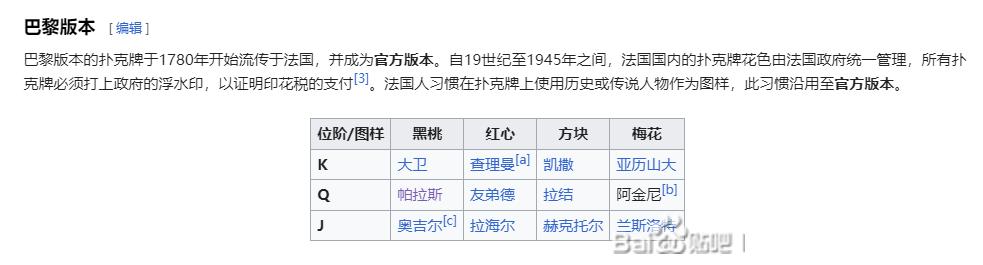 巴黎版本 [编辑]
巴黎版本的扑克牌于1780年开始流传于法国，并成为官方版本。自19世纪至1945年之间，法国国内的扑克牌花色由法国政府统一管理，所有扑
克牌必须打上政府的浮水印，以证明印花税的支付[3]。法国人习惯在扑克牌上使用历史或传说人物作为图样，此习惯沿用至官方版本。
位阶/图样 黑桃 红心 方块 梅花
K 大卫 查理曼[a] 凯撒 亚历山大
Q 帕拉斯 友弟德 拉结 阿金尼[b]
J 奥吉尔[c] 拉海尔 赫克托尔 兰斯洛特
Bai 贴吧